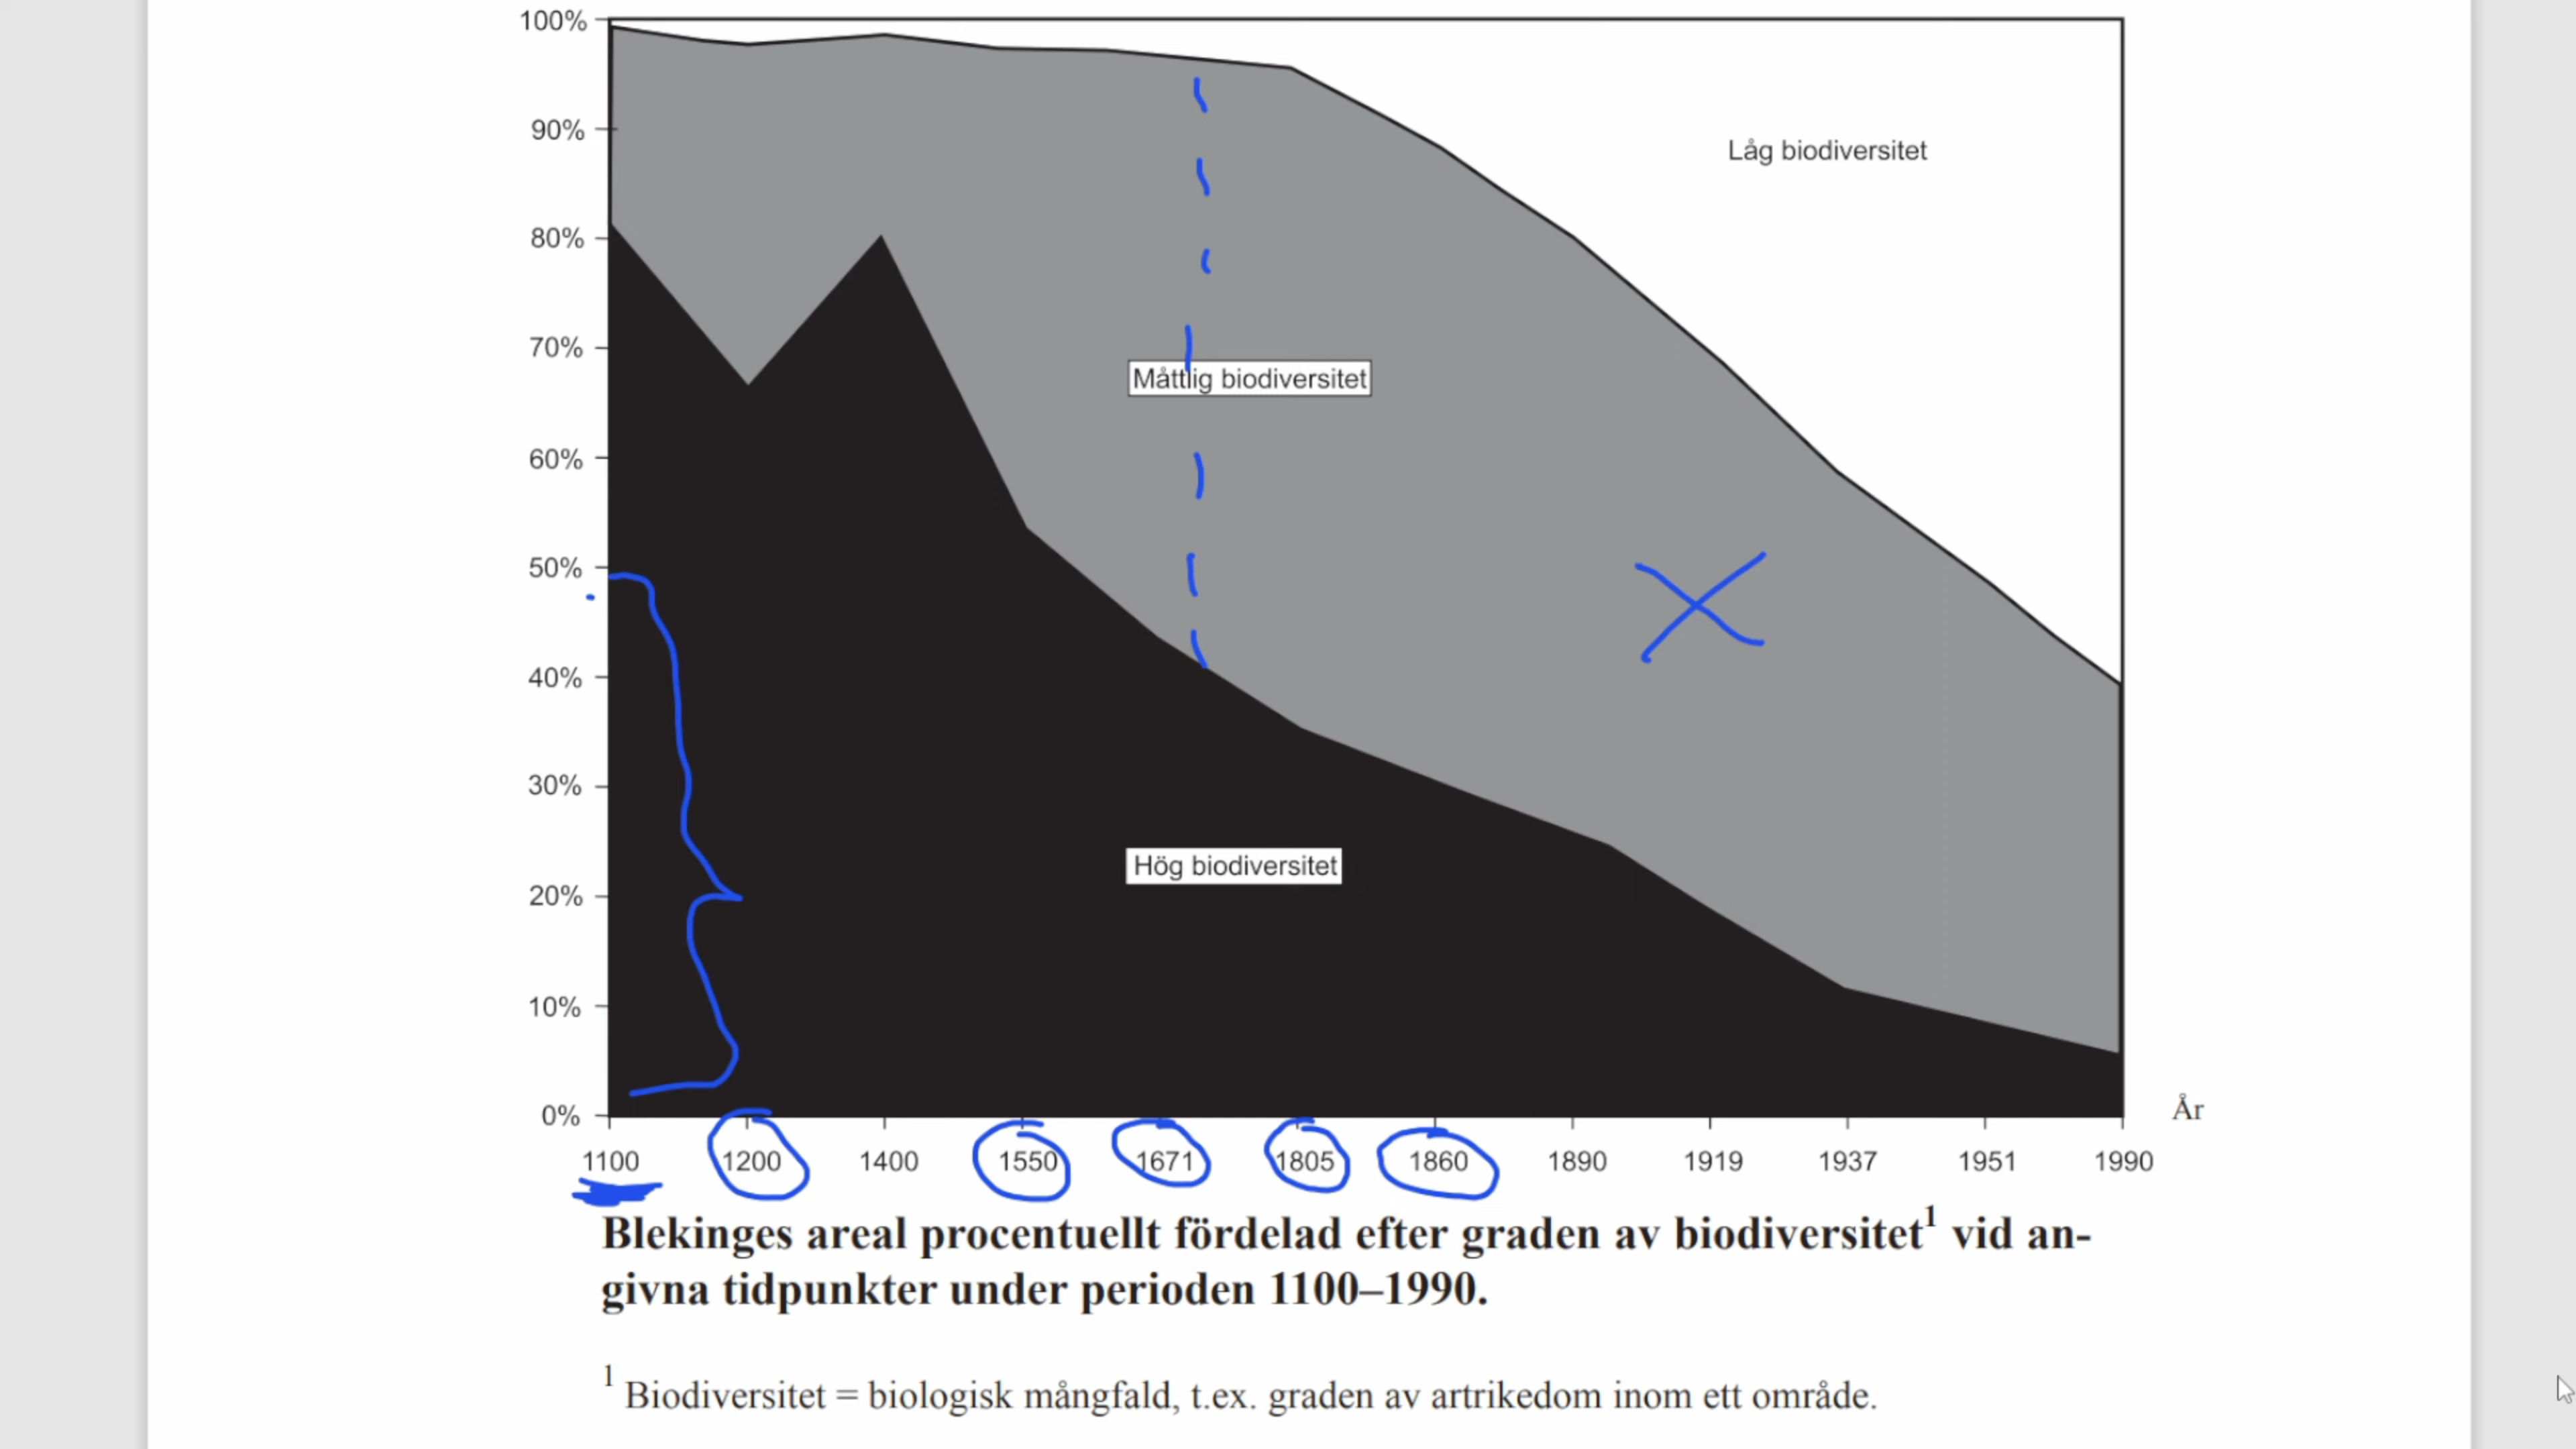 100%
90%
80%
70%
60%
50%
40%
30%
20%
10%
0%
Låg biodiversitet
Måttlig biodiversitet
Hög biodiversitet
År
1100 1200 1400 1550 1671 1805 1860 1890 1919 1937 1951 1990
Blekinges areal procentuellt fördelad efter graden av biodiversitet¹ vid an-
givna tidpunkter under perioden 1100–1990.
¹ Biodiversitet = biologisk mångfald, t.ex. graden av artrikedom inom ett område.